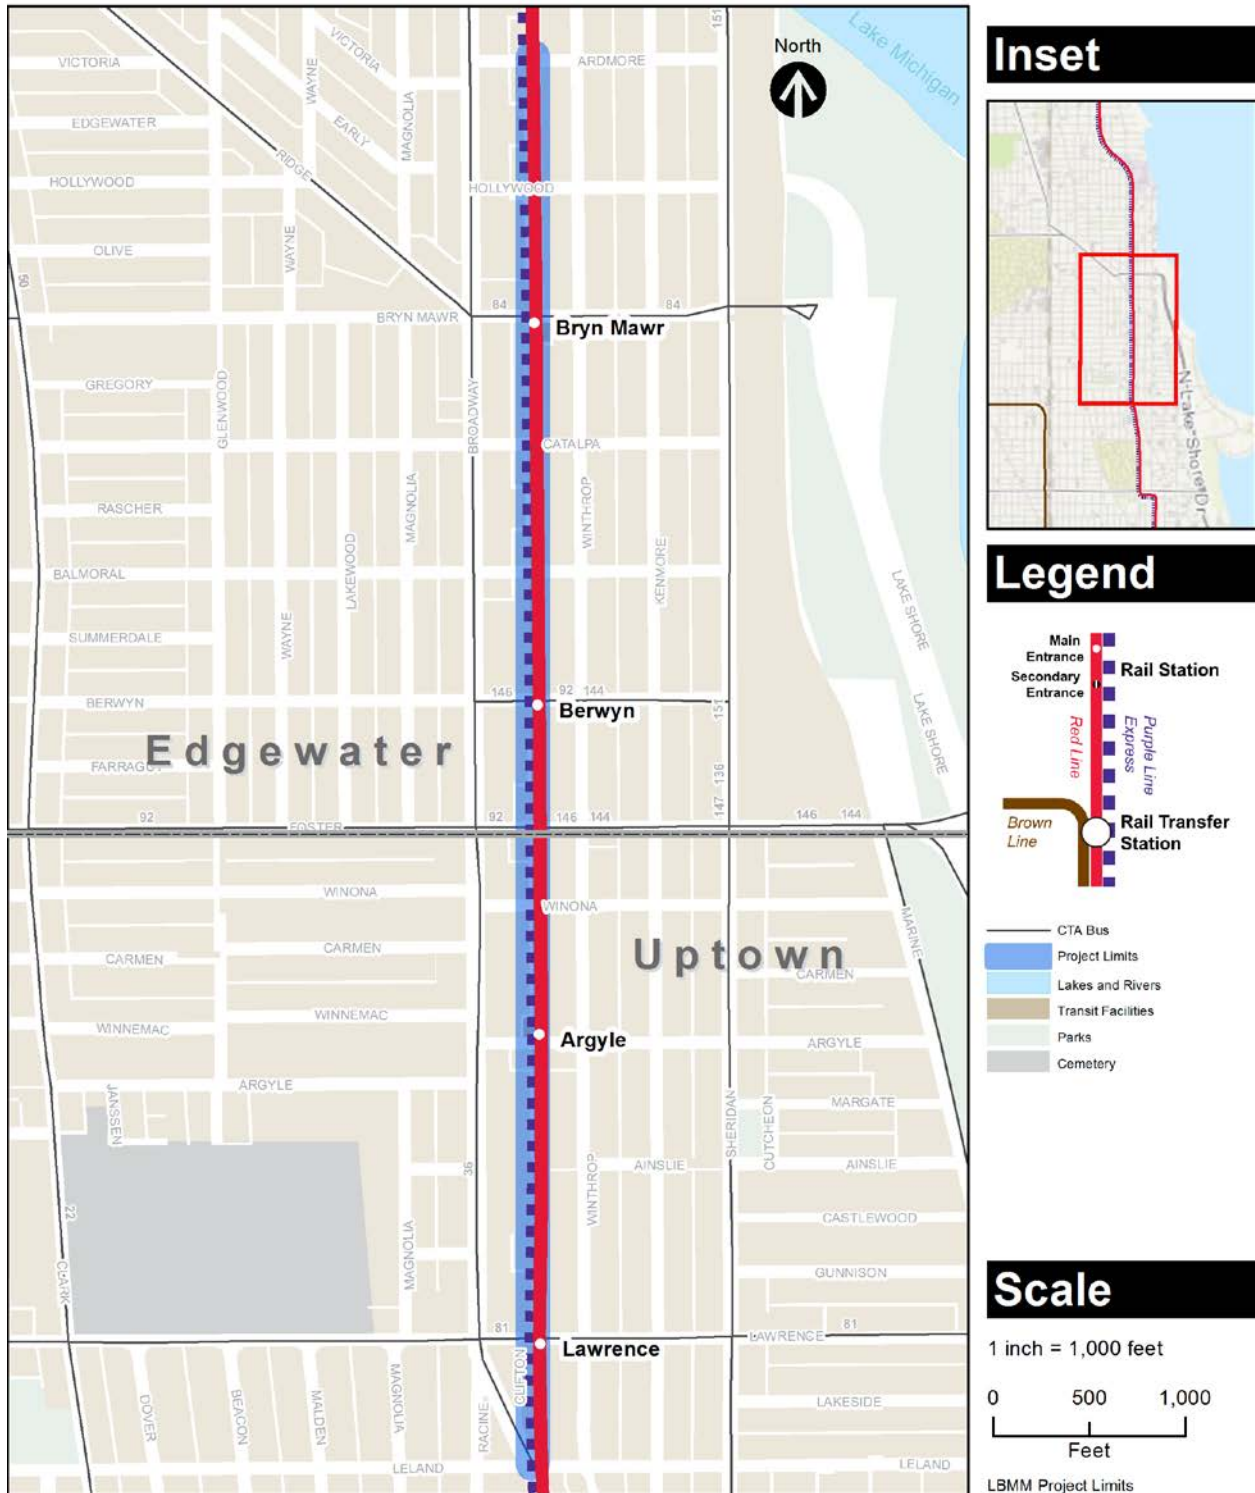 VICTORIA
VICTORIA
WAYNE
MAGNOLIA
151
ARDMORE
North
Lake Michigan
EDGEWATER
EARLY
RIDGE
HOLLYWOOD
HOLLYWOOD
OLIVE
WAYNE
50
84
84
BRYN MAWR
Bryn Mawr
GREGORY
GLENWOOD
BROADWAY
CATALPA
RASCHER
MAGNOLIA
WINTHROP
BALMORAL
LAKEWOOD
KENMORE
LAKE SHORE
SUMMERDALE
WAYNE
BERWYN
146
92
144
151
Berwyn
LAKE SHORE
Edgewater
FARRAGUT
136
147
92
FOSTER
92
146
144
146
144
WINONA
WINONA
CARMEN
CARMEN
Uptown
CARMEN
MARINE
WINNEMAC
WINNEMAC
Argyle
ARGYLE
ARGYLE
JANSSEN
SHERIDAN
CUTCHEON
MARGATE
36
WINTHROP
AINSLIE
AINSLIE
22
CASTLEWOOD
CLARK
MAGNOLIA
GUNNISON
81
81
LAWRENCE
Lawrence
CLIFTON
DOVER
BEACON
MALDEN
MAGNOLIA
RACINE
LAKESIDE
LELAND
LELAND
Inset
N Lake Shore Dr
Legend
Main
Entrance
Secondary
Entrance
Rail Station
Red Line
Purple Line
Express
Brown
Line
Rail Transfer
Station
CTA Bus
Project Limits
Lakes and Rivers
Transit Facilities
Parks
Cemetery
Scale
1 inch = 1,000 feet
0 500 1,000
Feet
LBMM Project Limits